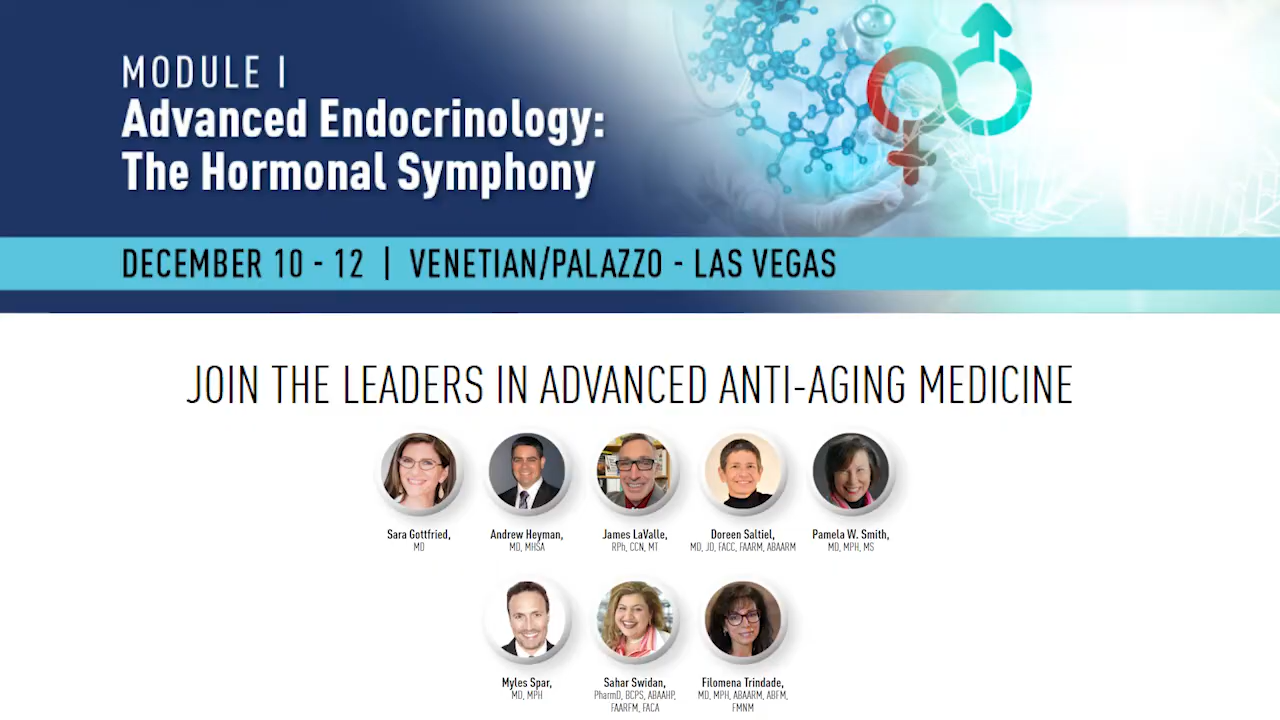 MODULE I
Advanced Endocrinology:
The Hormonal Symphony
DECEMBER 10 - 12 | VENETIAN/PALAZZO - LAS VEGAS
JOIN THE LEADERS IN ADVANCED ANTI-AGING MEDICINE
Sara Gottfried,
MD
Andrew Heyman,
MD, MHSA
James LaValle,
RPh, CCN, MT
Doreen Saltiel,
MD, JD, FACC, FAARM, ABAARM
Pamela W. Smith,
MD, MPH, MS
Myles Spar,
MD, MPH
Sahar Swidan,
PharmD, BCPS, ABAAHP,
FAARFM, FACA
Filomena Trindade,
MD, MPH, ABAARM, ABFM,
FMNM